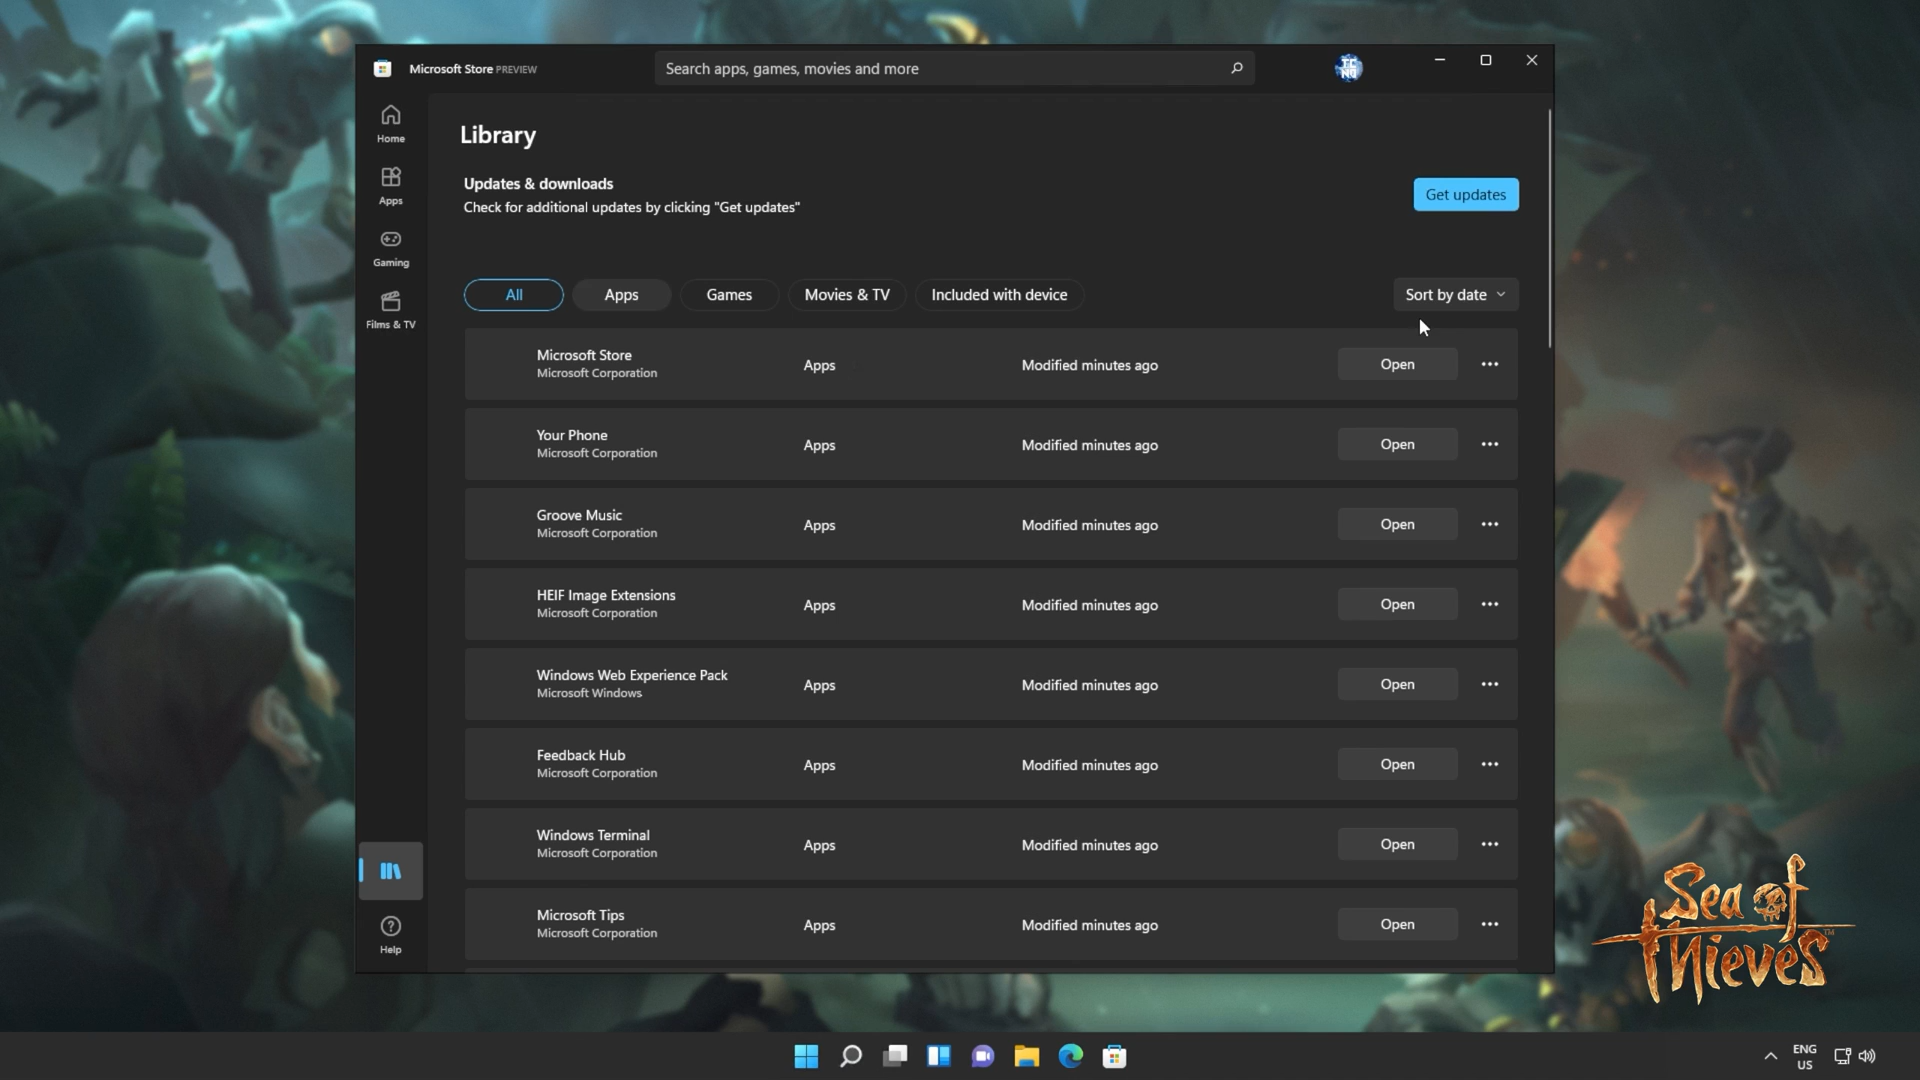 Microsoft Store PREVIEW
Search apps, games, movies and more
TC
NO
Home
Apps
Gaming
Films & TV
Help
Library
Updates & downloads
Check for additional updates by clicking "Get updates"
Get updates
All
Apps
Games
Movies & TV
Included with device
Sort by date
Microsoft Store
Microsoft Corporation
Apps
Modified minutes ago
Open
Your Phone
Microsoft Corporation
Apps
Modified minutes ago
Open
Groove Music
Microsoft Corporation
Apps
Modified minutes ago
Open
HEIF Image Extensions
Microsoft Corporation
Apps
Modified minutes ago
Open
Windows Web Experience Pack
Microsoft Windows
Apps
Modified minutes ago
Open
Feedback Hub
Microsoft Corporation
Apps
Modified minutes ago
Open
Windows Terminal
Microsoft Corporation
Apps
Modified minutes ago
Open
Microsoft Tips
Microsoft Corporation
Apps
Modified minutes ago
Open
Sea of
Thieves™
ENG
US